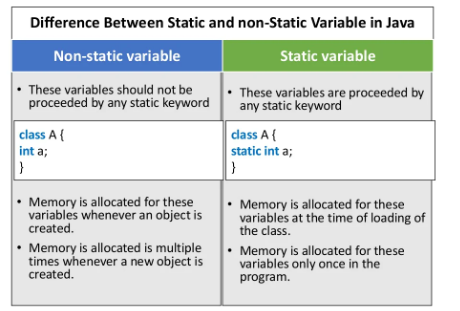 Difference Between Static and non-Static Variable in Java
Non-static variable
Static variable
• These variables should not be
proceeded by any static keyword
• These variables are proceeded by
any static keyword
class A {
int a;
}
class A {
static int a;
}
• Memory is allocated for these
variables whenever an object is
created.
• Memory is allocated is multiple
times whenever a new object is
created.
• Memory is allocated for these
variables at the time of loading of
the class.
• Memory is allocated for these
variables only once in the
program.